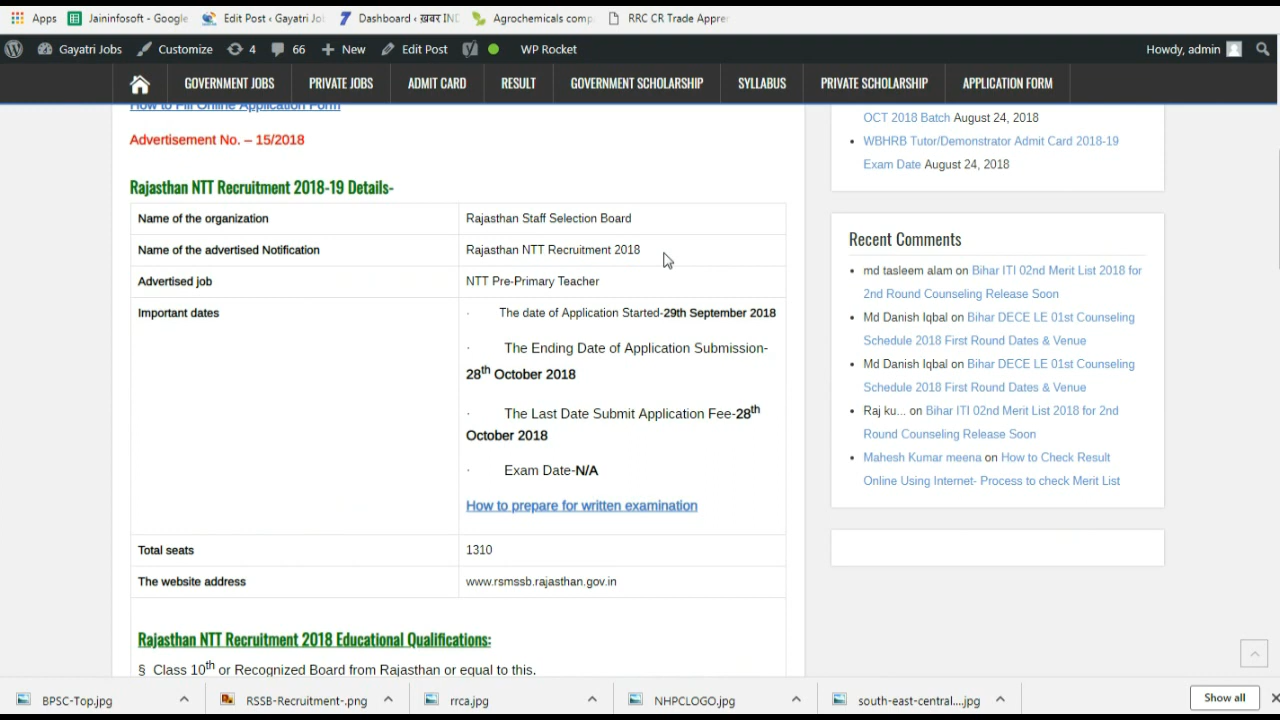 Apps Jaininfosoft - Google Edit Post ‹ Gayatri Jo Dashboard ‹ ख़बर IND Agrochemicals comp RRC CR Trade Appre
Gayatri Jobs Customize 4 66 New Edit Post WP Rocket Howdy, admin
GOVERNMENT JOBS PRIVATE JOBS ADMIT CARD RESULT GOVERNMENT SCHOLARSHIP SYLLABUS PRIVATE SCHOLARSHIP APPLICATION FORM
How to Fill Online Application Form
Advertisement No. – 15/2018
Rajasthan NTT Recruitment 2018-19 Details-
Name of the organization Rajasthan Staff Selection Board
Name of the advertised Notification Rajasthan NTT Recruitment 2018
Advertised job NTT Pre-Primary Teacher
Important dates · The date of Application Started-29th September 2018
· The Ending Date of Application Submission-
28th October 2018
· The Last Date Submit Application Fee-28th
October 2018
· Exam Date-N/A
How to prepare for written examination
Total seats 1310
The website address www.rsmssb.rajasthan.gov.in
Rajasthan NTT Recruitment 2018 Educational Qualifications:
§ Class 10th or Recognized Board from Rajasthan or equal to this.
OCT 2018 Batch August 24, 2018
• WBHRB Tutor/Demonstrator Admit Card 2018-19
Exam Date August 24, 2018
Recent Comments
• md tasleem alam on Bihar ITI 02nd Merit List 2018 for
2nd Round Counseling Release Soon
• Md Danish Iqbal on Bihar DECE LE 01st Counseling
Schedule 2018 First Round Dates & Venue
• Md Danish Iqbal on Bihar DECE LE 01st Counseling
Schedule 2018 First Round Dates & Venue
• Raj ku... on Bihar ITI 02nd Merit List 2018 for 2nd
Round Counseling Release Soon
• Mahesh Kumar meena on How to Check Result
Online Using Internet- Process to check Merit List
BPSC-Top.jpg RSSB-Recruitment-.png rrca.jpg NHPCLOGO.jpg south-east-central....jpg Show all